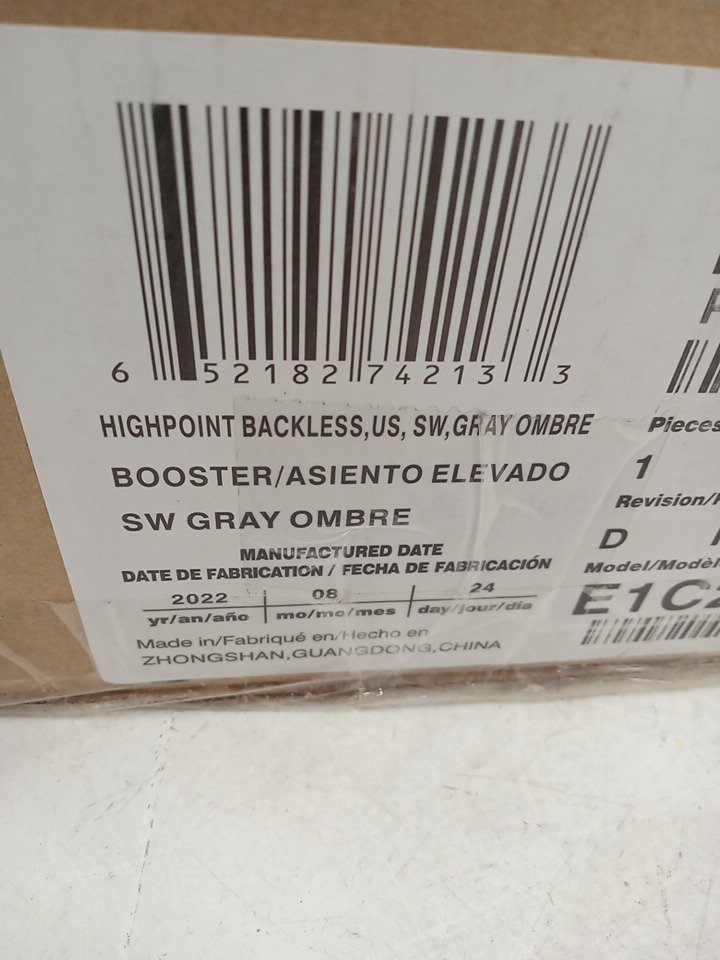 6 52182 74213 3
HIGHPOINT BACKLESS,US, SW,GRAY OMBRE
BOOSTER/ASIENTO ELEVADO
SW GRAY OMBRE
MANUFACTURED DATE
DATE DE FABRICATION / FECHA DE FABRICACIÓN
2022 08 24
yr/an/año mo/mo/mes day/jour/día
Made in/Fabriqué en/Hecho en
ZHONGSHAN,GUANGDONG,CHINA
Pieces
1
Revision/
D
Model/Modèl
E1C